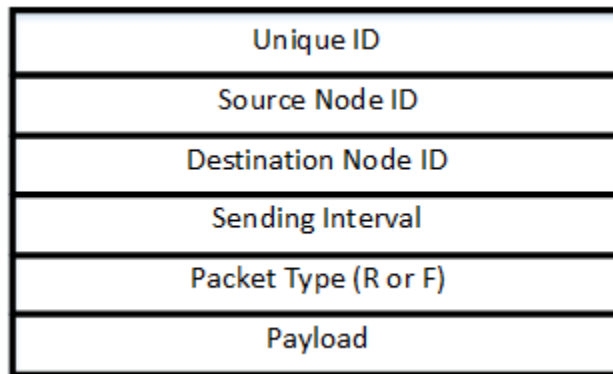 Unique ID
Source Node ID
Destination Node ID
Sending Interval
Packet Type (R or F)
Payload